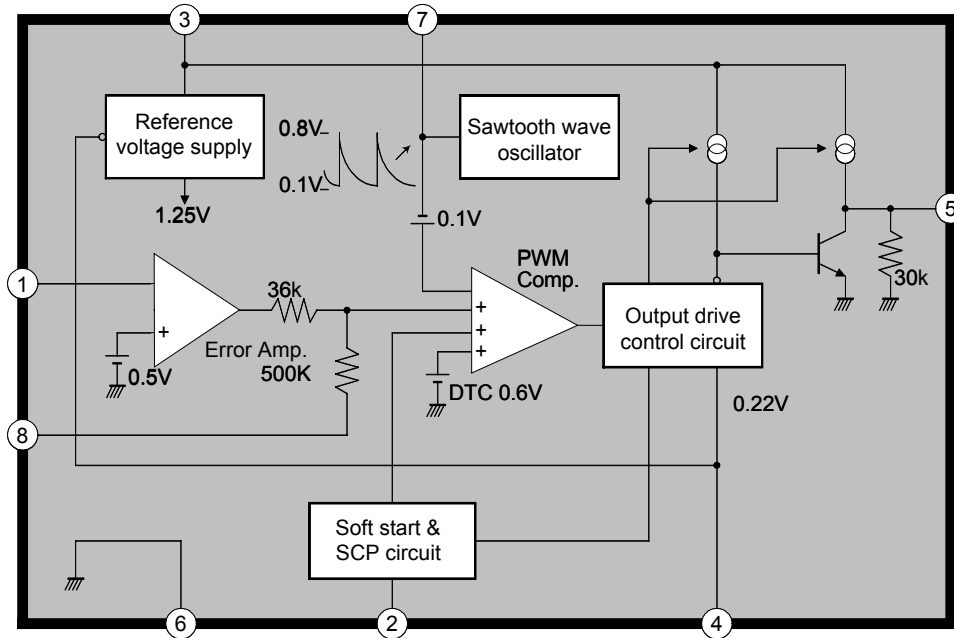 3
7
Reference
voltage supply
0.8V
0.1V
Sawtooth wave
oscillator
1.25V
0.1V
5
1
PWM
Comp.
36k
30k
+
+
+
+
Output drive
control circuit
Error Amp.
500K
0.5V
DTC 0.6V
0.22V
8
Soft start &
SCP circuit
6
2
4